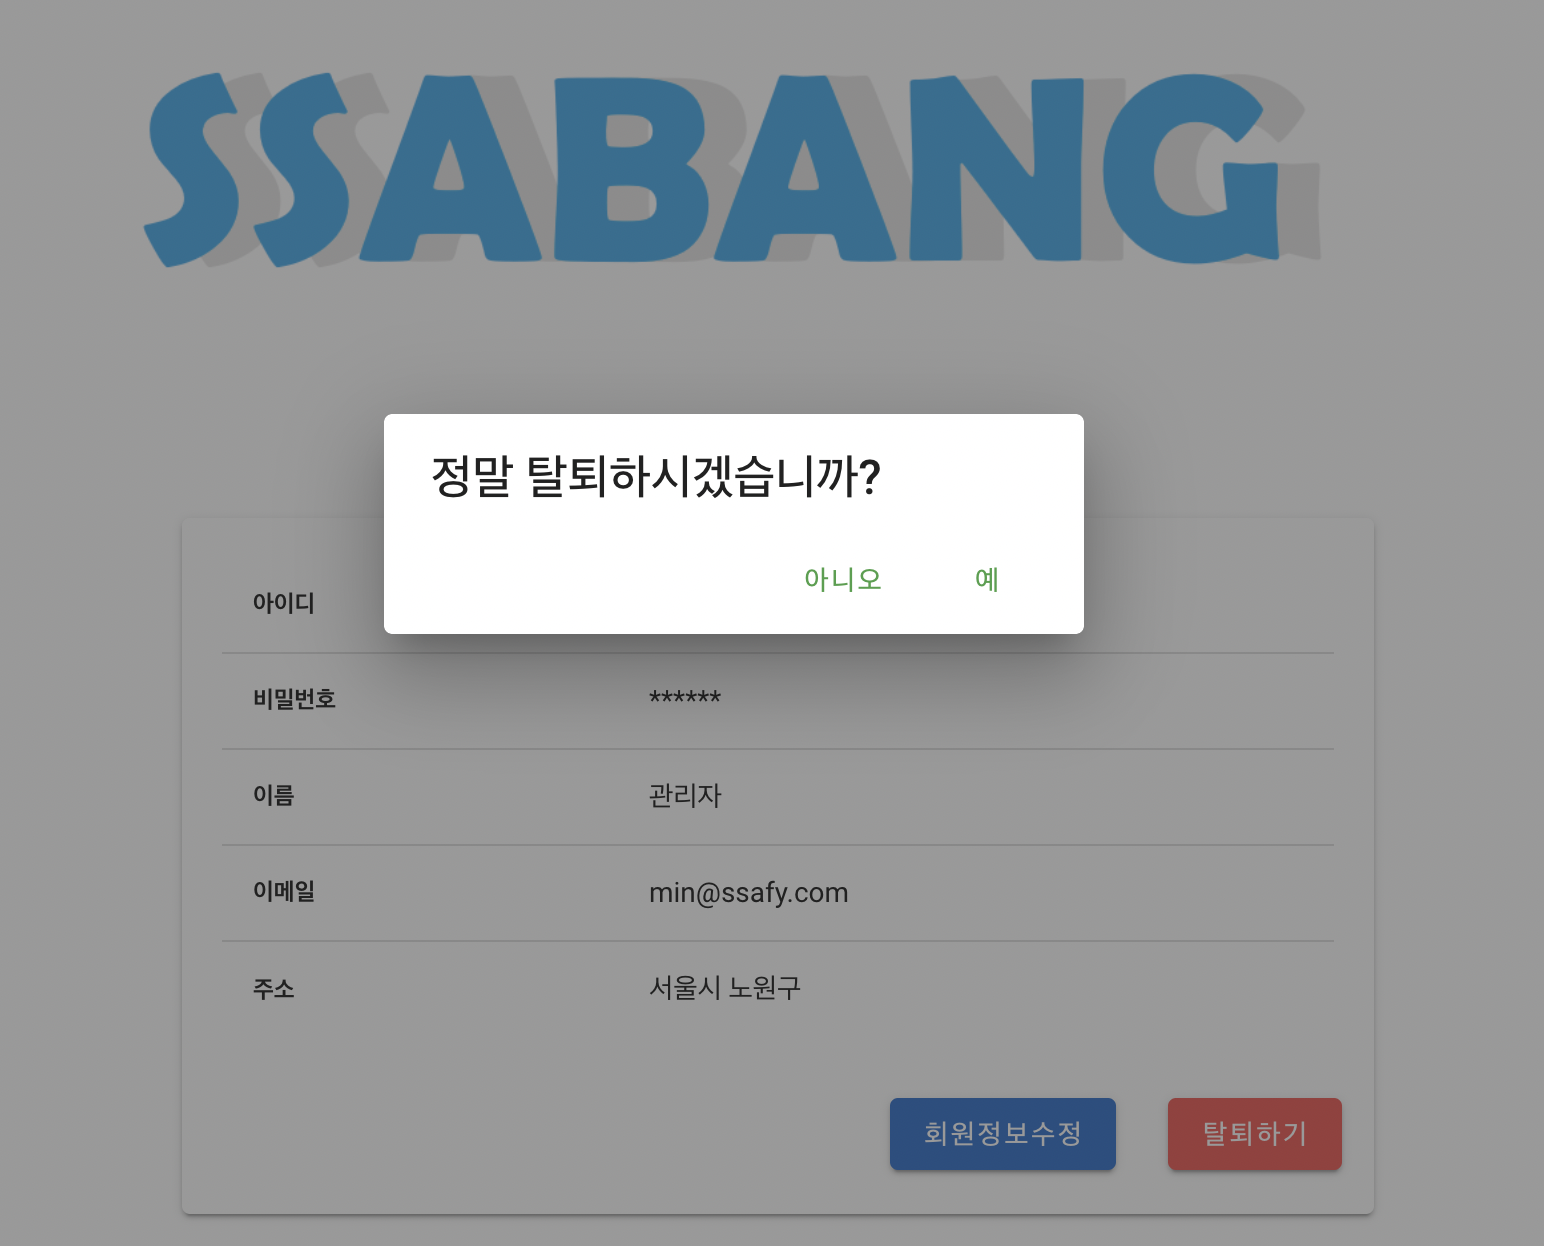 SSABANG
정말 탈퇴하시겠습니까?
아니오 예
아이디
비밀번호 ******
이름 관리자
이메일 min@ssafy.com
주소 서울시 노원구
회원정보수정 탈퇴하기